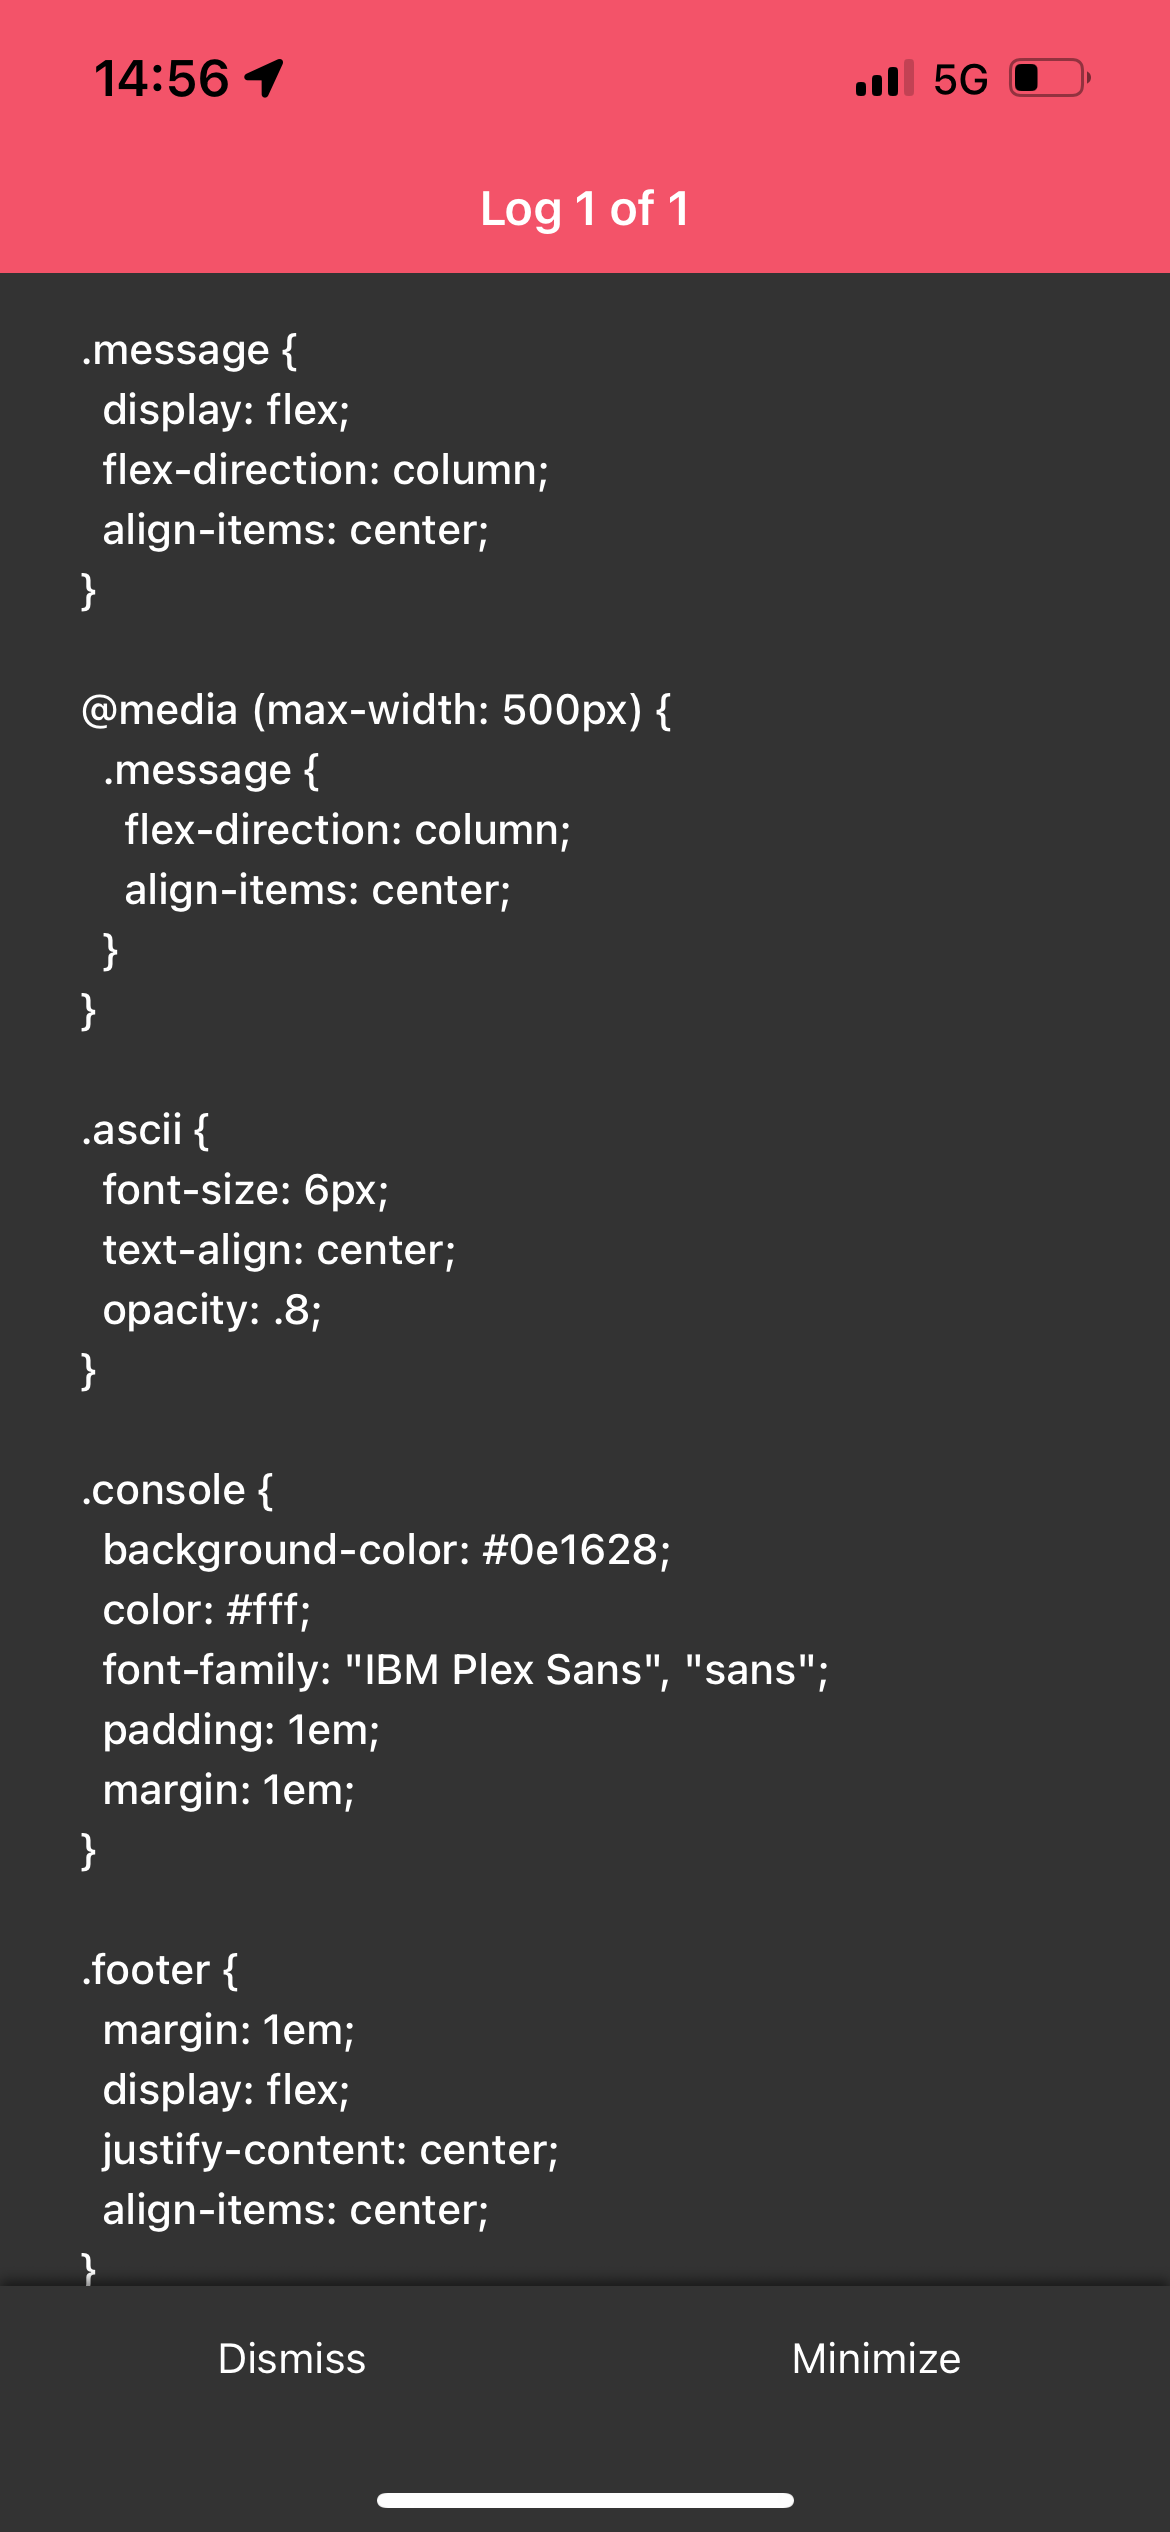 14:56 5G
Log 1 of 1
.message {
  display: flex;
  flex-direction: column;
  align-items: center;
}

@media (max-width: 500px) {
  .message {
    flex-direction: column;
    align-items: center;
  }
}

.ascii {
  font-size: 6px;
  text-align: center;
  opacity: .8;
}

.console {
  background-color: #0e1628;
  color: #fff;
  font-family: "IBM Plex Sans", "sans";
  padding: 1em;
  margin: 1em;
}

.footer {
  margin: 1em;
  display: flex;
  justify-content: center;
  align-items: center;
}
Dismiss Minimize